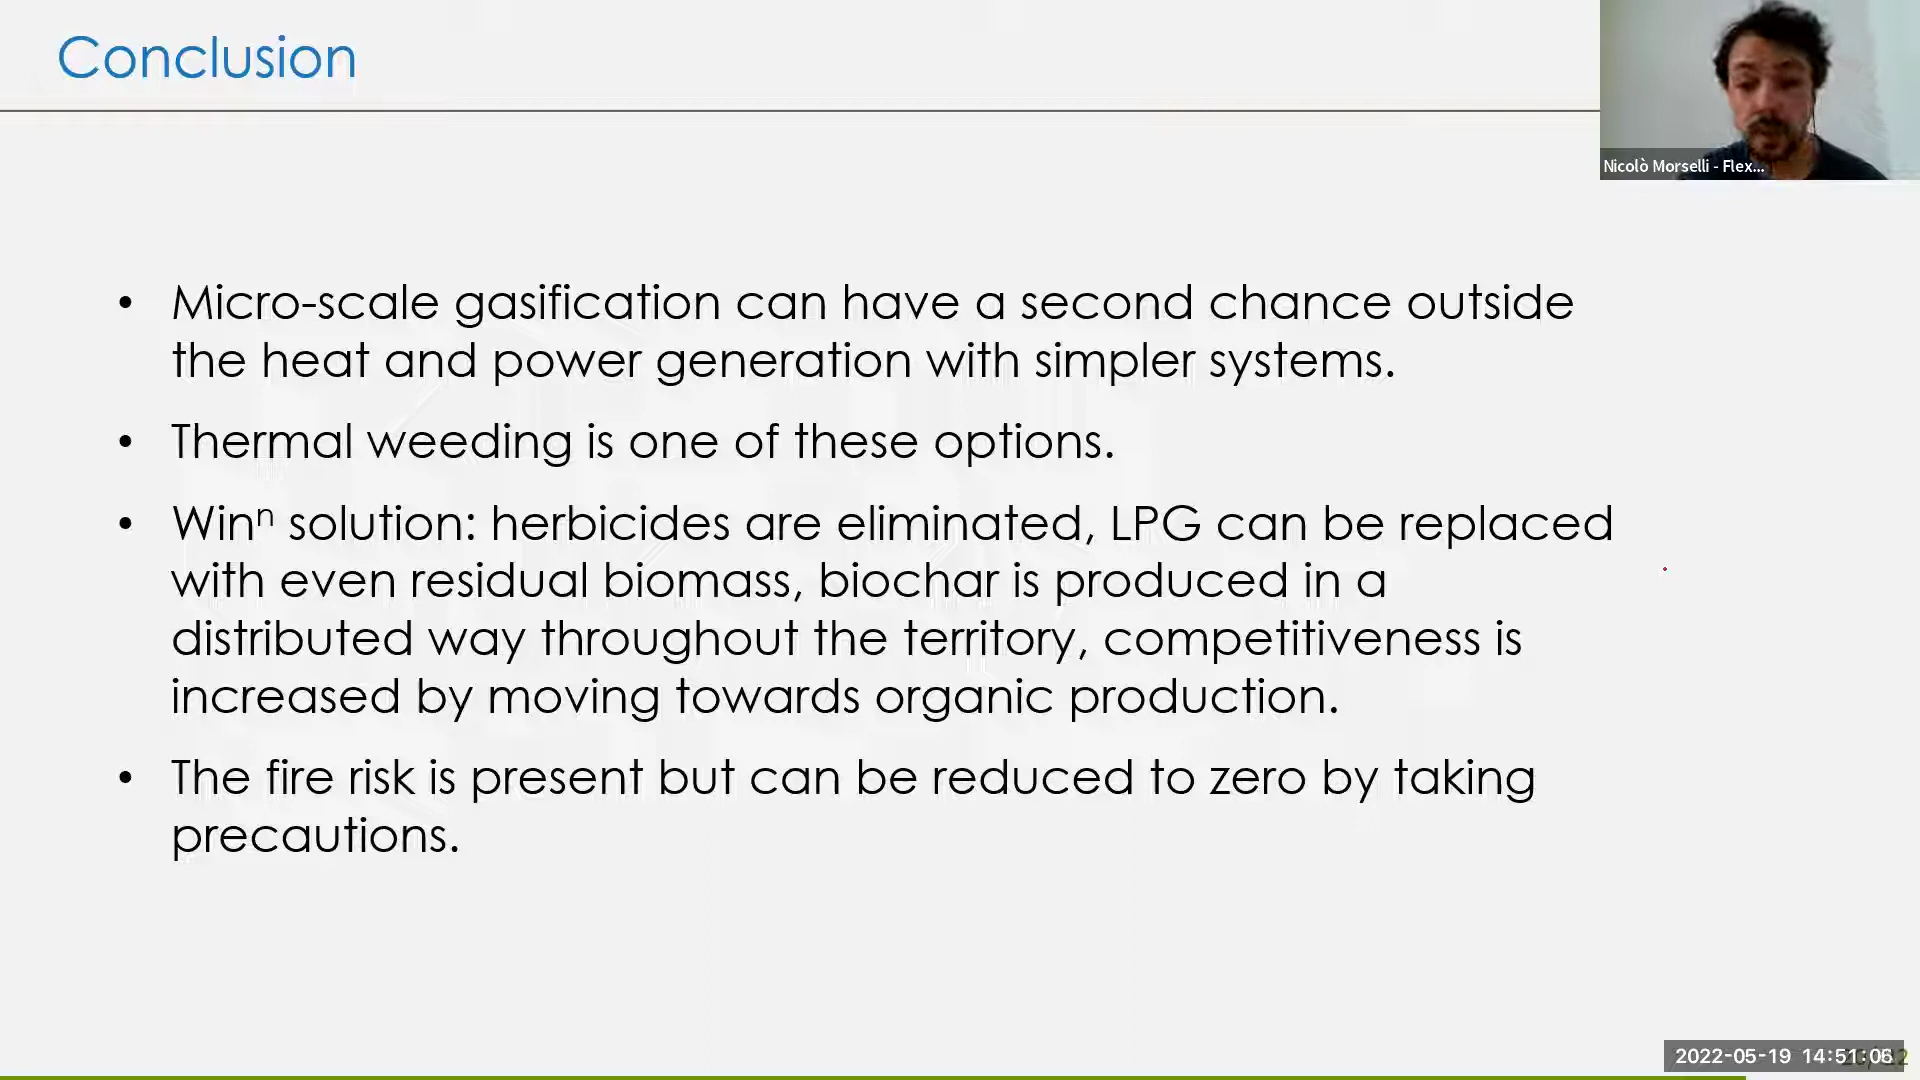 Conclusion
Nicolò Morselli - Flex...
• Micro-scale gasification can have a second chance outside
the heat and power generation with simpler systems.
• Thermal weeding is one of these options.
• Winⁿ solution: herbicides are eliminated, LPG can be replaced
with even residual biomass, biochar is produced in a
distributed way throughout the territory, competitiveness is
increased by moving towards organic production.
• The fire risk is present but can be reduced to zero by taking
precautions.
2022-05-19 14:51:06